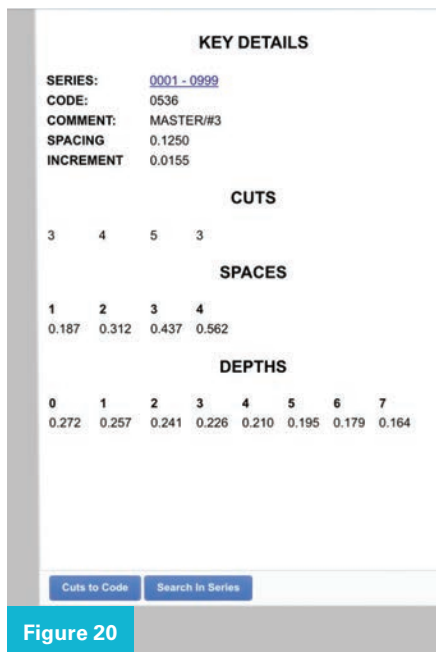 KEY DETAILS
SERIES: 0001 - 0999
CODE: 0536
COMMENT: MASTER/#3
SPACING 0.1250
INCREMENT 0.0155
CUTS
3 4 5 3
SPACES
1 2 3 4
0.187 0.312 0.437 0.562
DEPTHS
0 1 2 3 4 5 6 7
0.272 0.257 0.241 0.226 0.210 0.195 0.179 0.164
Cuts to Code Search In Series
Figure 20